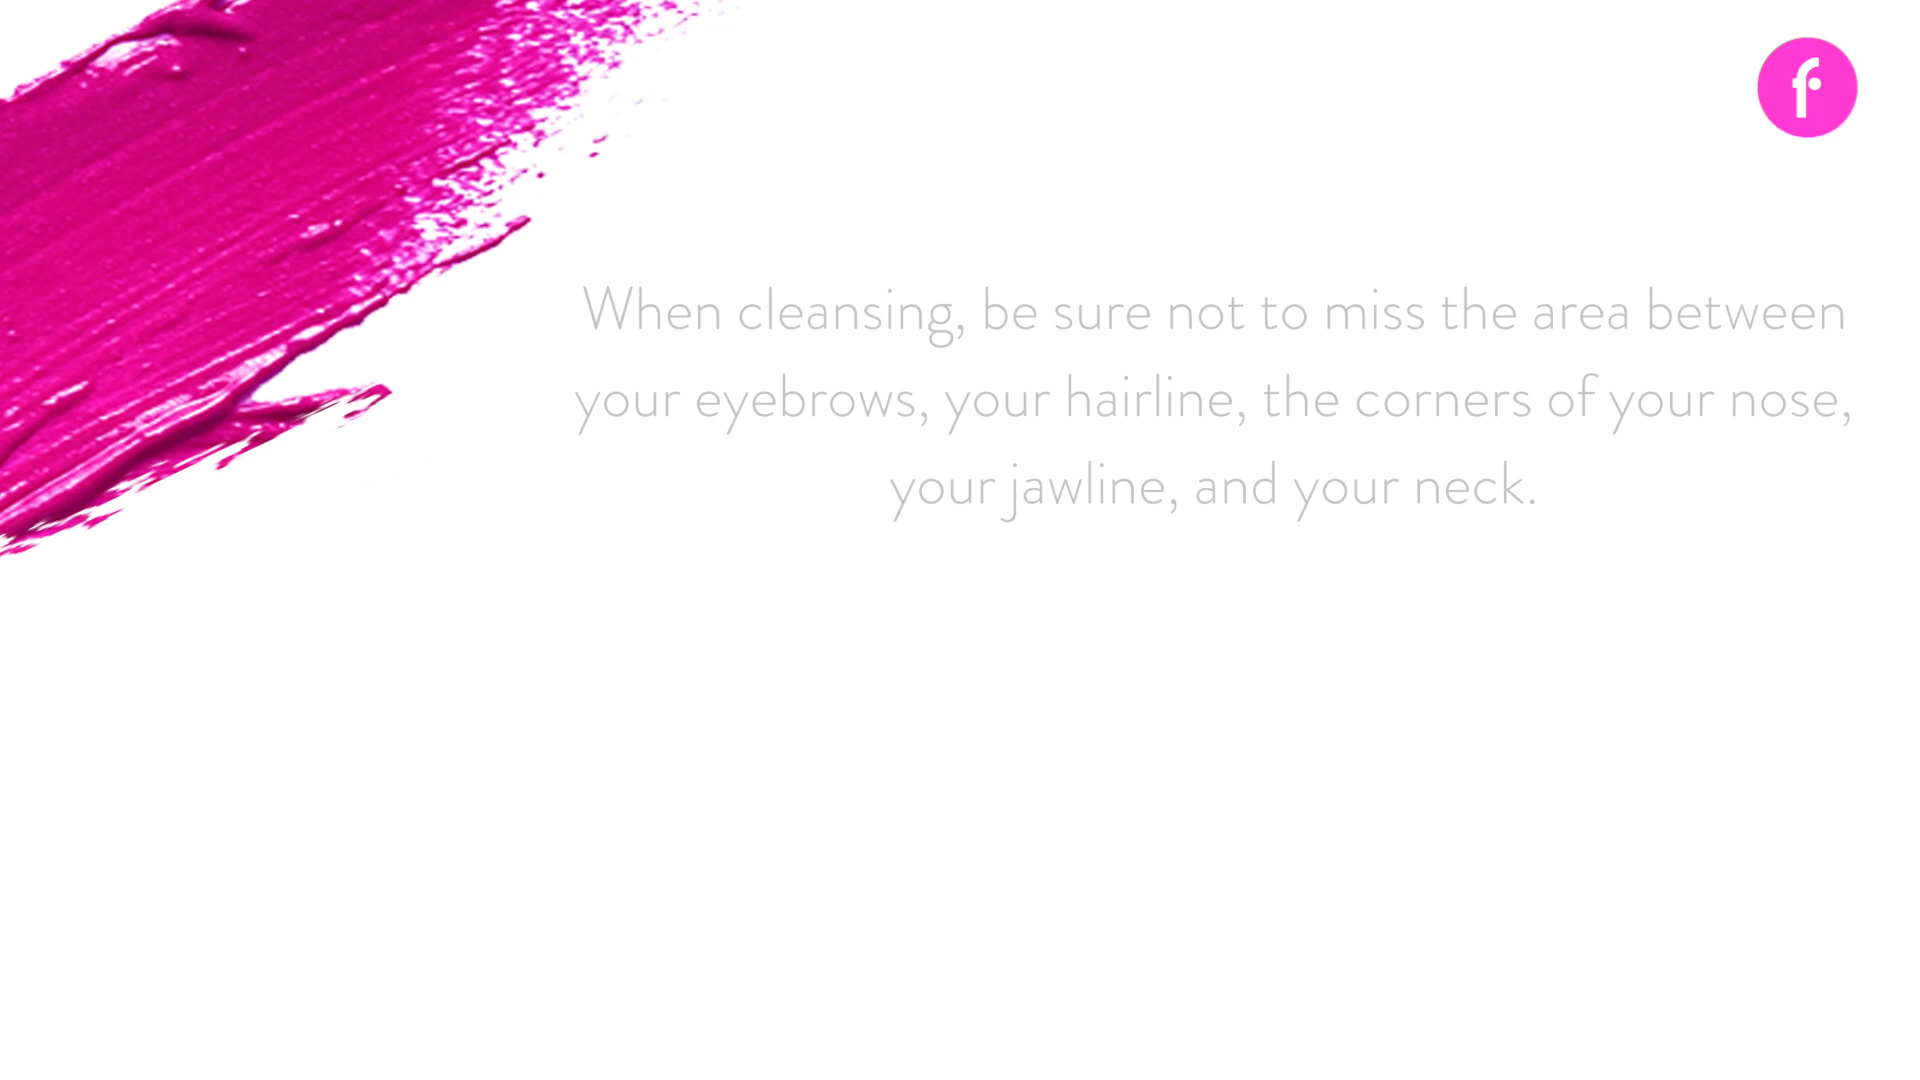 f
When cleansing, be sure not to miss the area between
your eyebrows, your hairline, the corners of your nose,
your jawline, and your neck.